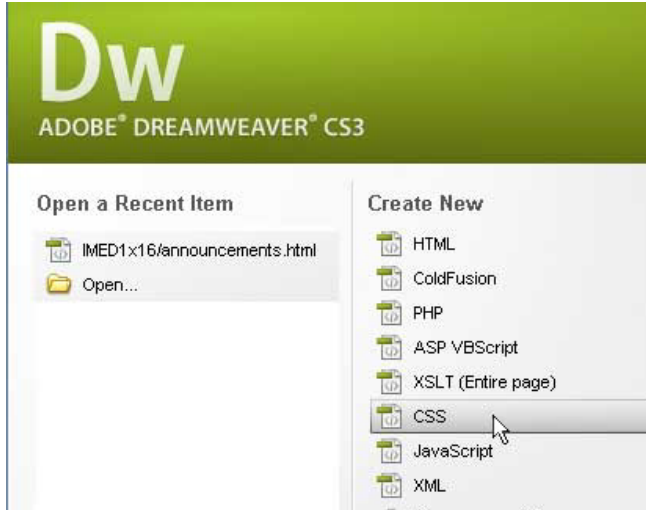 Dw
ADOBE® DREAMWEAVER® CS3
Open a Recent Item
IMED1x16/announcements.html
Open...
Create New
HTML
ColdFusion
PHP
ASP VBScript
XSLT (Entire page)
CSS
JavaScript
XML